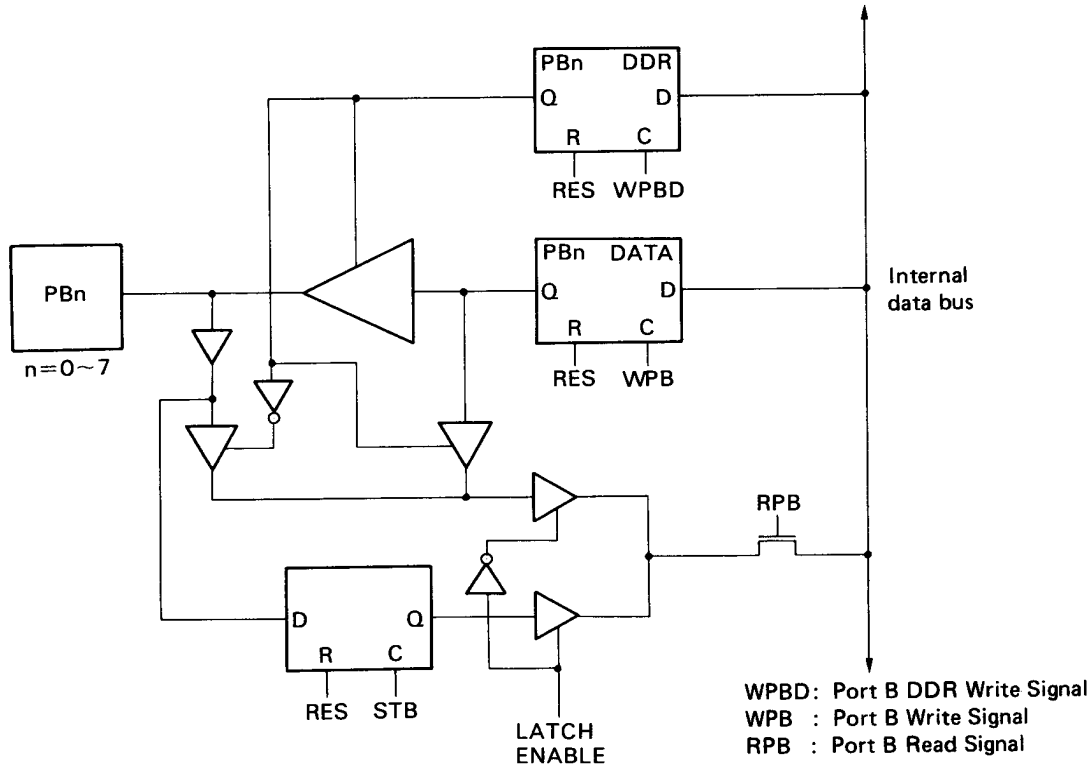 PBn DDR
Q D
R C
RES WPBD
PBn DATA
Q D
R C
RES WPB
PBn
n=0~7
Internal
data bus
RPB
D Q
R C
RES STB
LATCH
ENABLE
WPBD: Port B DDR Write Signal
WPB : Port B Write Signal
RPB : Port B Read Signal